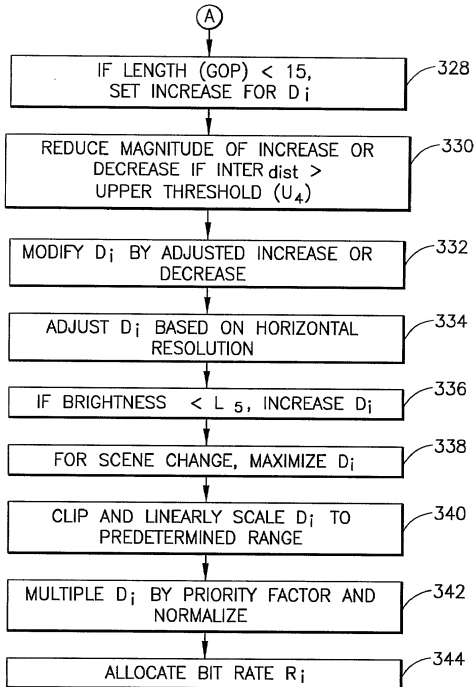 A
IF LENGTH (GOP) < 15,
SET INCREASE FOR Di
328
REDUCE MAGNITUDE OF INCREASE OR
DECREASE IF INTER dist >
UPPER THRESHOLD (U4)
330
MODIFY Di BY ADJUSTED INCREASE OR
DECREASE
332
ADJUST Di BASED ON HORIZONTAL
RESOLUTION
334
IF BRIGHTNESS < L 5, INCREASE Di
336
FOR SCENE CHANGE, MAXIMIZE Di
338
CLIP AND LINEARLY SCALE Di TO
PREDETERMINED RANGE
340
MULTIPLE Di BY PRIORITY FACTOR AND
NORMALIZE
342
ALLOCATE BIT RATE Ri
344